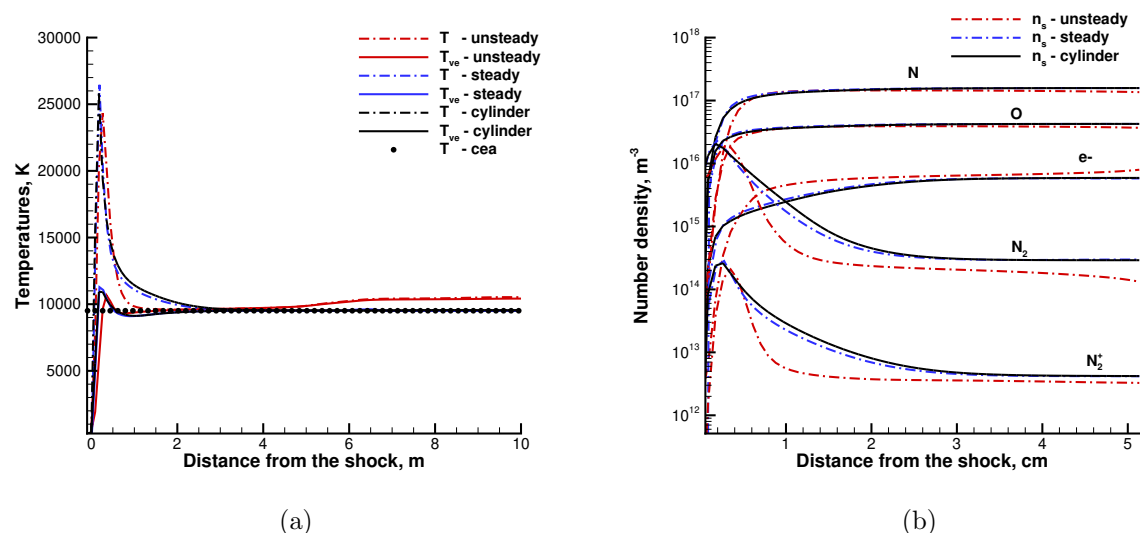 30000
25000
20000
15000
10000
5000
Temperatures, K
T - unsteady
T_ve - unsteady
T - steady
T_ve - steady
T - cylinder
T_ve - cylinder
T - cea
0 2 4 6 8 10
Distance from the shock, m
(a)
n_s - unsteady
n_s - steady
n_s - cylinder
10^18
10^17
10^16
10^15
10^14
10^13
10^12
Number density, m^-3
N
O
e-
N_2
N_2^+
1 2 3 4 5
Distance from the shock, cm
(b)